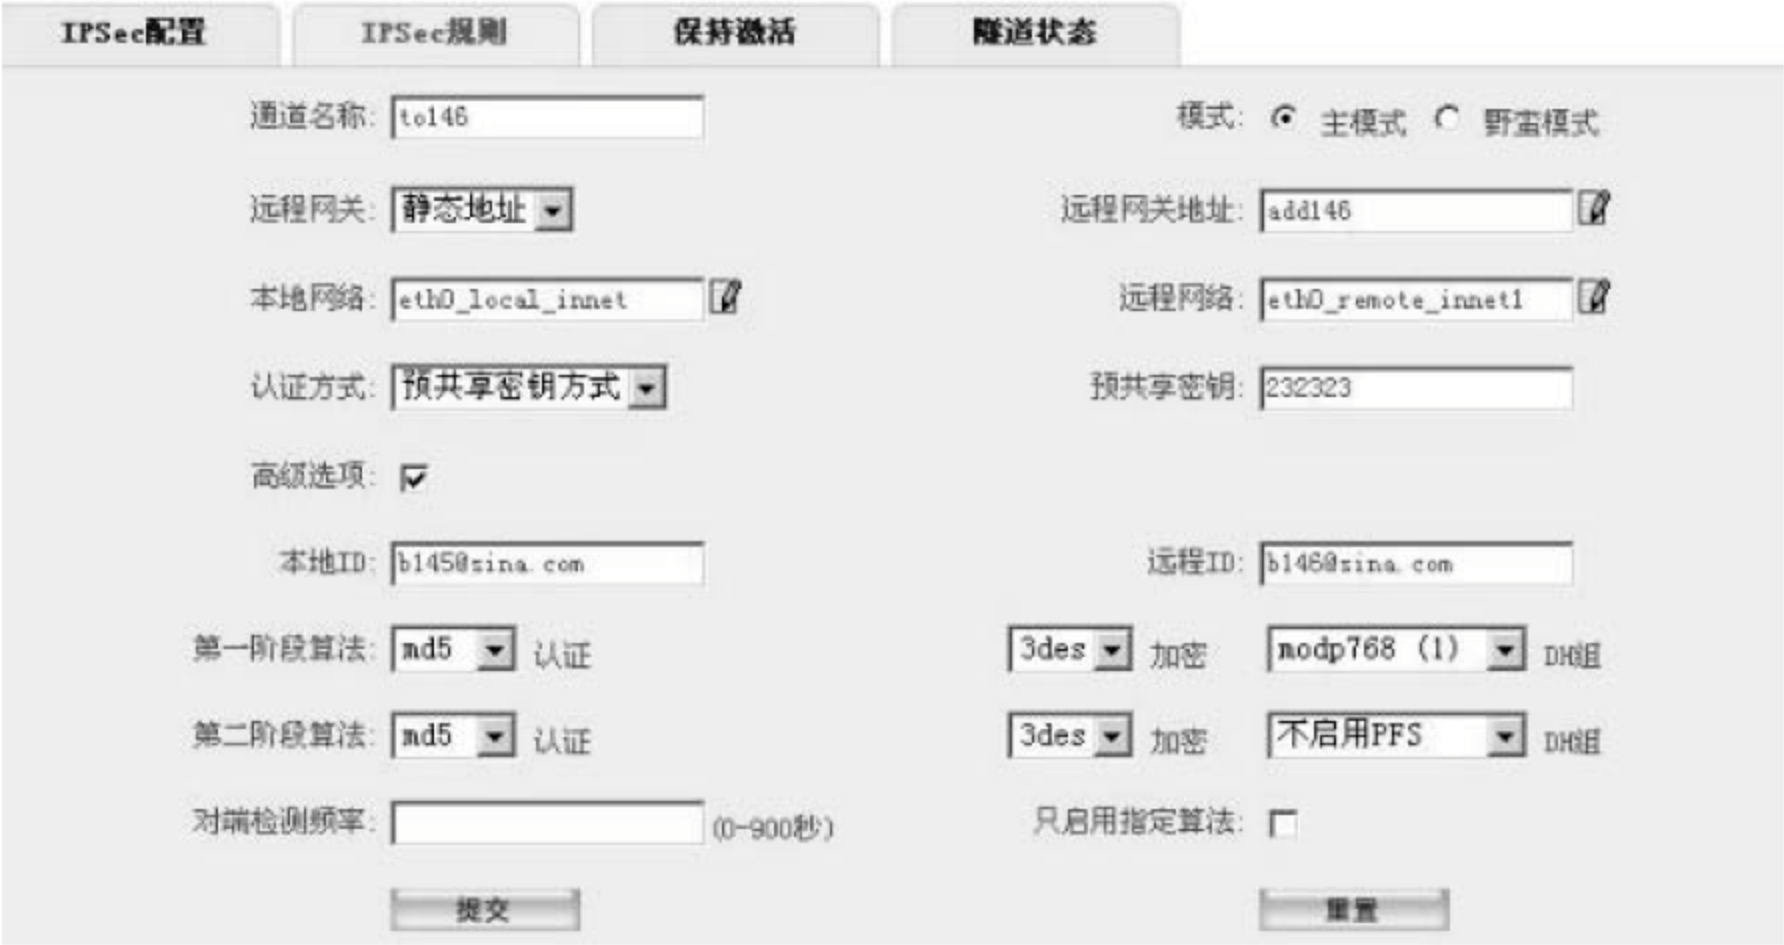 IPSec配置 IPSec规则 保持激活 隧道状态
通道名称: to146 模式: 主模式 野蛮模式
远程网关: 静态地址 远程网关地址: add146
本地网络: eth0_local_innet 远程网络: eth0_remote_innet1
认证方式: 预共享密钥方式 预共享密钥: 232323
高级选项:
本地ID: b145@sina.com 远程ID: b146@sina.com
第一阶段算法: md5 认证 3des 加密 modp768 (1) DH组
第二阶段算法: md5 认证 3des 加密 不启用PFS DH组
对端检测频率: (0-900秒) 只启用指定算法:
提交 重置